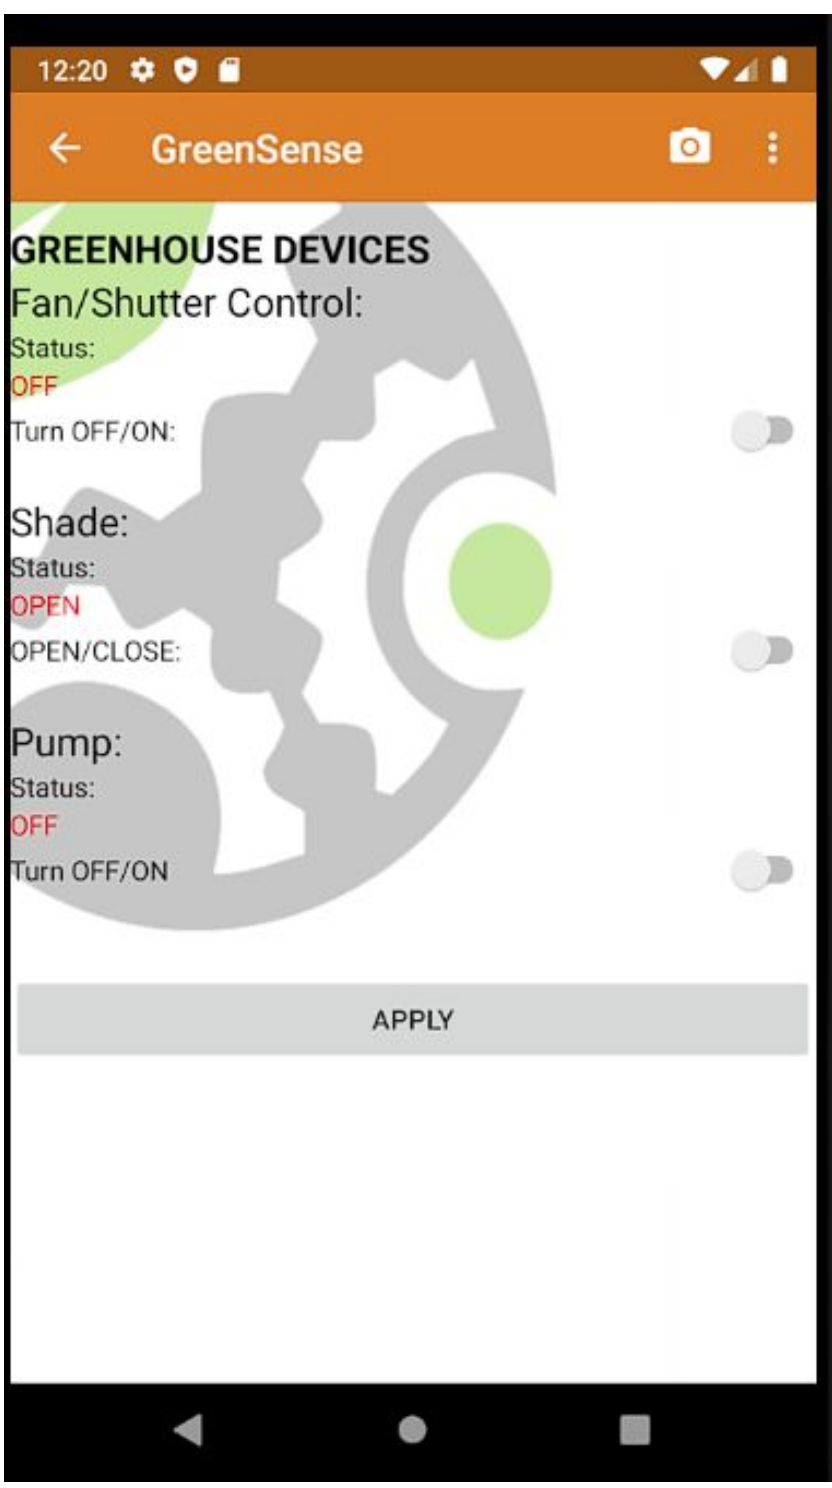 12:20
GreenSense
GREENHOUSE DEVICES
Fan/Shutter Control:
Status:
OFF
Turn OFF/ON:
Shade:
Status:
OPEN
OPEN/CLOSE:
Pump:
Status:
OFF
Turn OFF/ON
APPLY